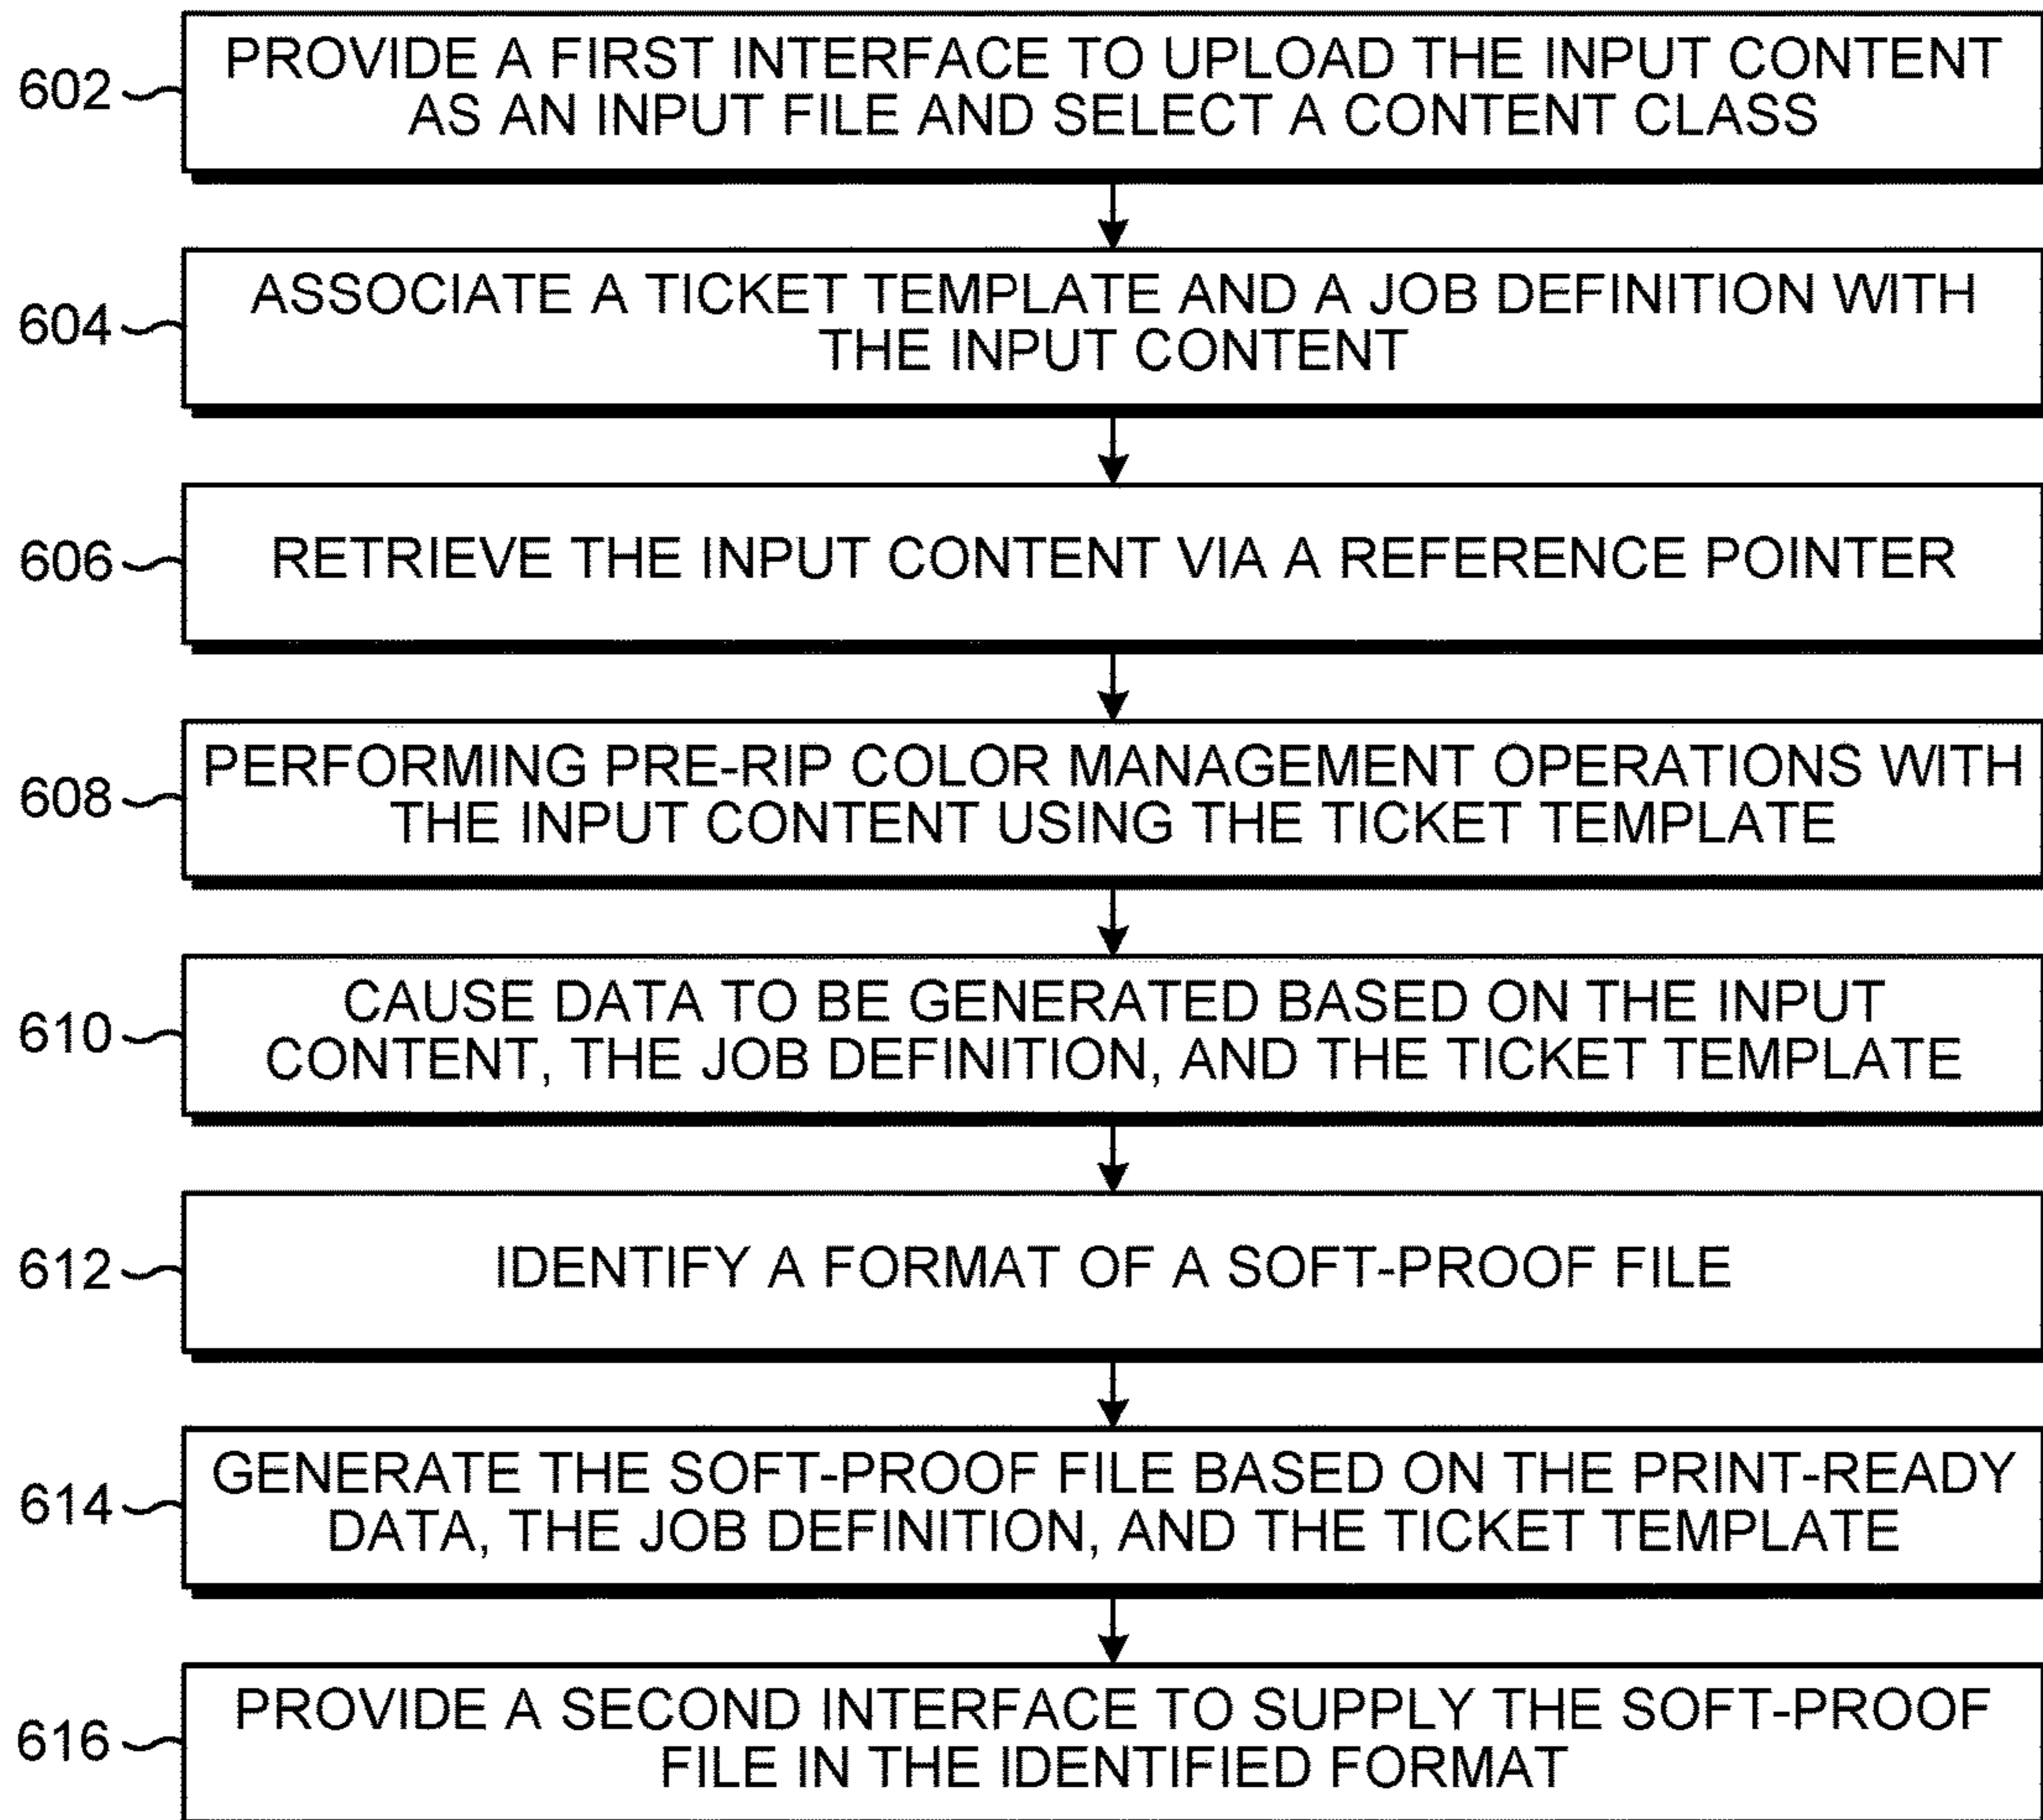 602
PROVIDE A FIRST INTERFACE TO UPLOAD THE INPUT CONTENT
AS AN INPUT FILE AND SELECT A CONTENT CLASS
604
ASSOCIATE A TICKET TEMPLATE AND A JOB DEFINITION WITH
THE INPUT CONTENT
606
RETRIEVE THE INPUT CONTENT VIA A REFERENCE POINTER
608
PERFORMING PRE-RIP COLOR MANAGEMENT OPERATIONS WITH
THE INPUT CONTENT USING THE TICKET TEMPLATE
610
CAUSE DATA TO BE GENERATED BASED ON THE INPUT
CONTENT, THE JOB DEFINITION, AND THE TICKET TEMPLATE
612
IDENTIFY A FORMAT OF A SOFT-PROOF FILE
614
GENERATE THE SOFT-PROOF FILE BASED ON THE PRINT-READY
DATA, THE JOB DEFINITION, AND THE TICKET TEMPLATE
616
PROVIDE A SECOND INTERFACE TO SUPPLY THE SOFT-PROOF
FILE IN THE IDENTIFIED FORMAT